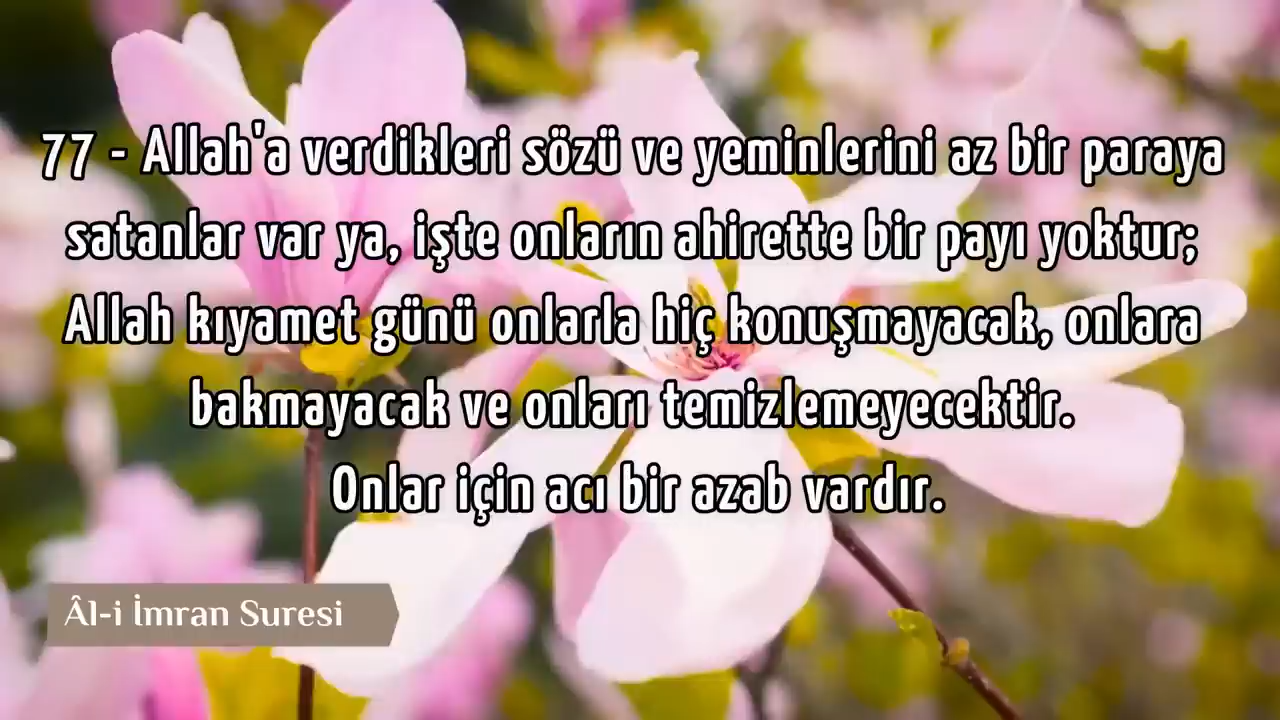 77 - Allah'a verdikleri sözü ve yeminlerini az bir paraya
satanlar var ya, işte onların ahirette bir payı yoktur;
Allah kıyamet günü onlarla hiç konuşmayacak, onlara
bakmayacak ve onları temizlemeyecektir.
Onlar için acı bir azab vardır.
Âl-i İmran Suresi